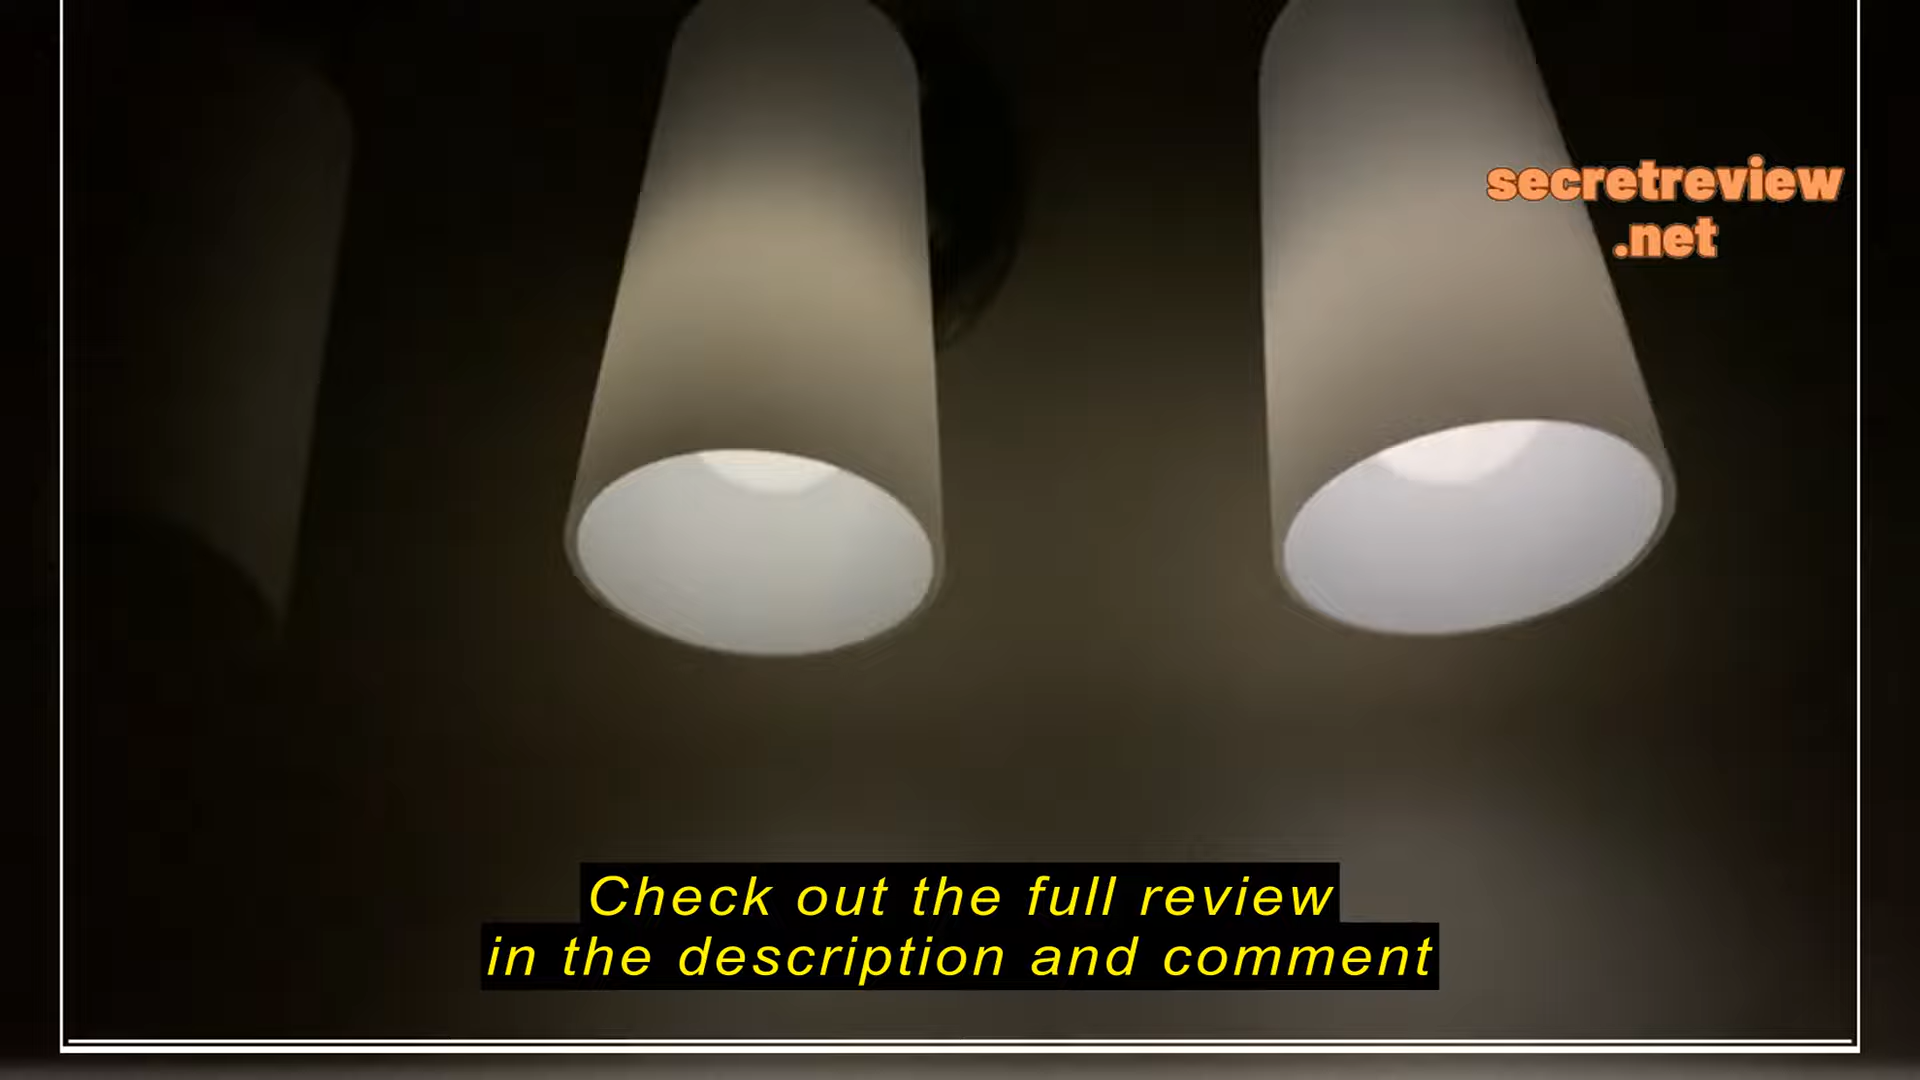 secretreview
.net
Check out the full review
in the description and comment